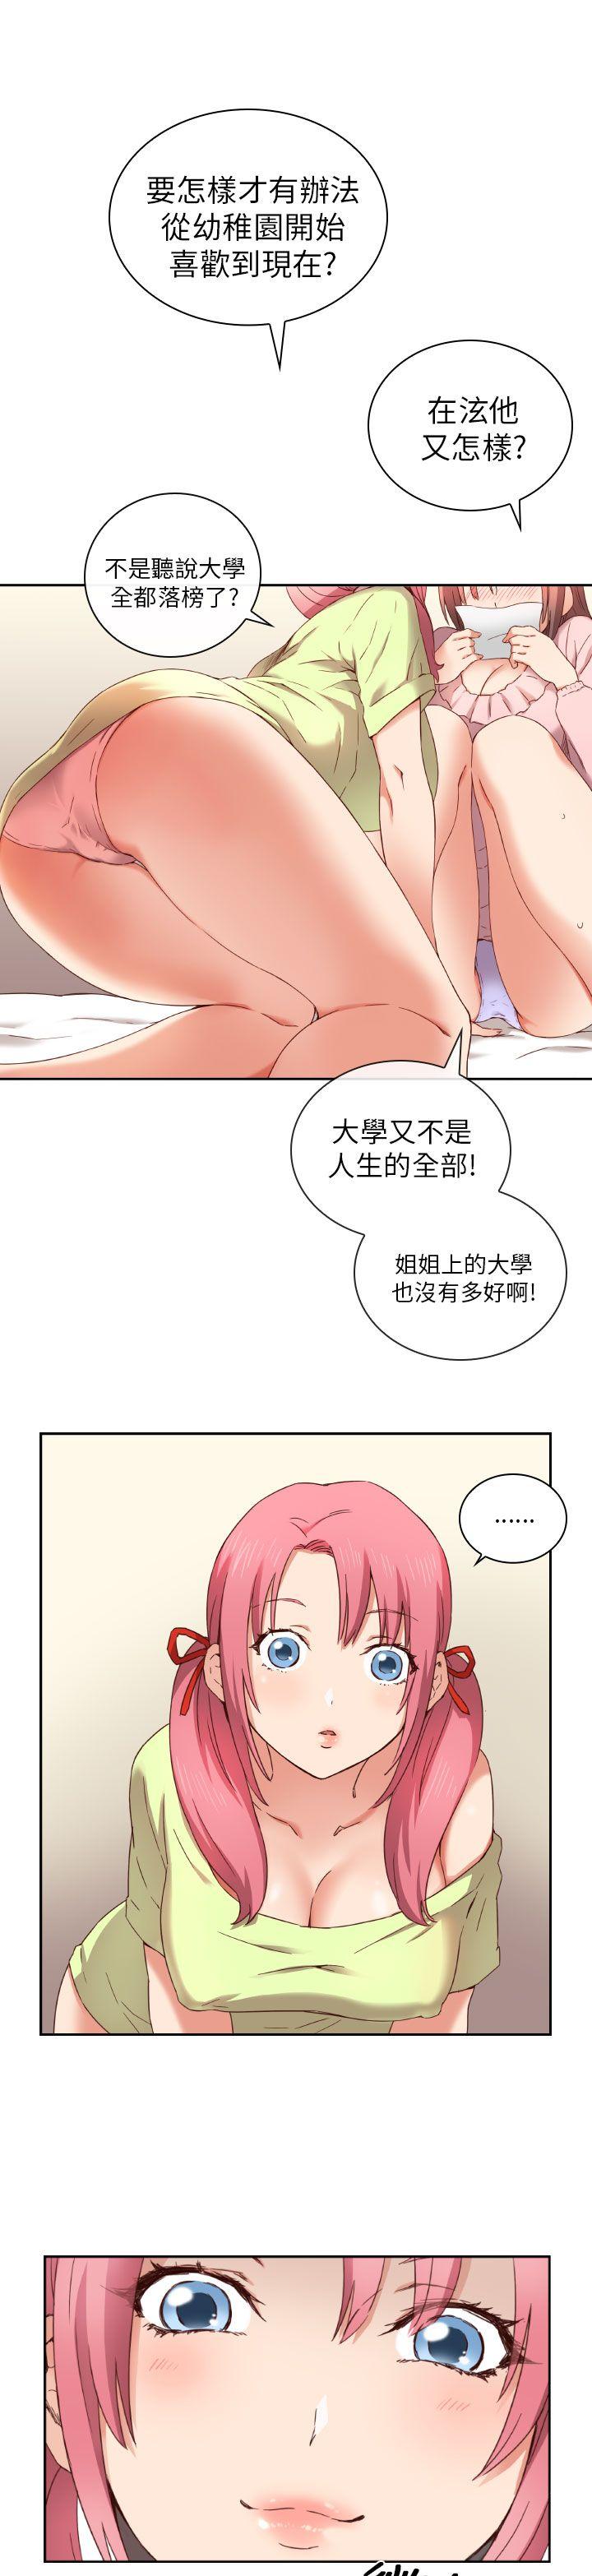 要怎樣才有辦法
從幼稚園開始
喜歡到現在?
在泫他
又怎樣?
不是聽說大學
全都落榜了?
大學又不是
人生的全部!
姐姐上的大學
也沒有多好啊!
……